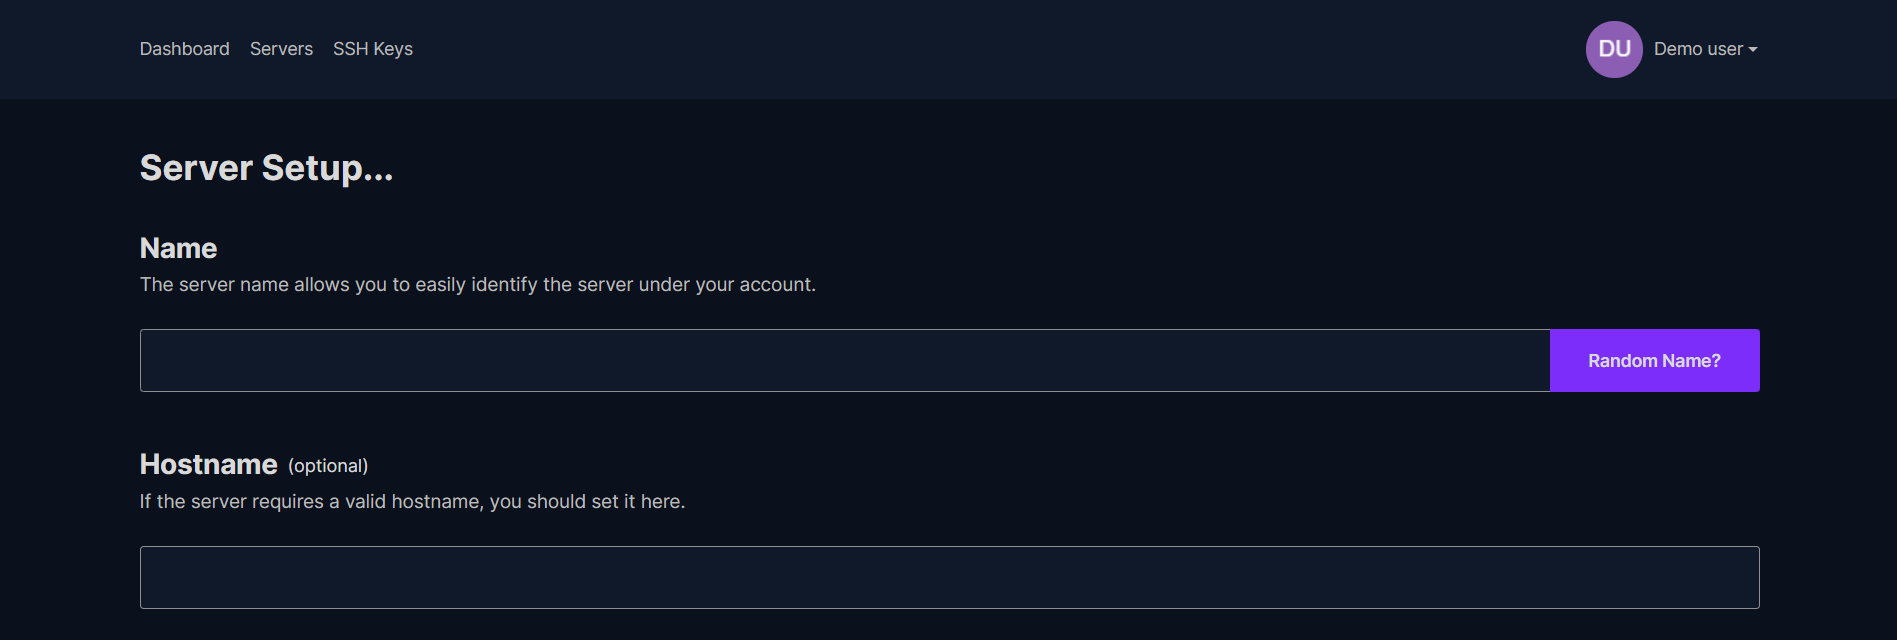 Dashboard Servers SSH Keys DU Demo user
Server Setup...
Name
The server name allows you to easily identify the server under your account.
Random Name?
Hostname (optional)
If the server requires a valid hostname, you should set it here.